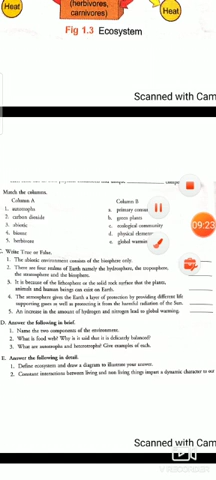 Heat
(herbivores,
carnivores)
Heat
Fig 1.3 Ecosystem
Scanned with Cam
Match the columns.
Column A Column B
1. autotrophs a. primary consu
2. carbon dioxide b. green plants
3. abiotic c. ecological community
4. biomes d. physical element
5. herbivores e. global warmin
C. Write True or False.
1. The abiotic environment consists of the biosphere only.
2. There are four realms of Earth namely the hydrosphere, the troposphere,
the stratosphere and the biosphere.
3. It is because of the lithosphere or the solid rock surface that the plants,
animals and human beings can exist on Earth.
4. The atmosphere gives the Earth a layer of protection by providing different life
supporting gases as well as protecting it from the harmful radiation of the Sun.
5. An increase in the amount of hydrogen and nitrogen lead to global warming.
D. Answer the following in brief.
1. Name the two components of the environment.
2. What is food web? Why is it said that it is delicately balanced?
3. What are autotrophs and heterotrophs? Give examples of each.
E. Answer the following in detail.
1. Define ecosystem and draw a diagram to illustrate your answer.
2. Constant interactions between living and non living things impart a dynamic character to our
09:23
Scanned with Cam